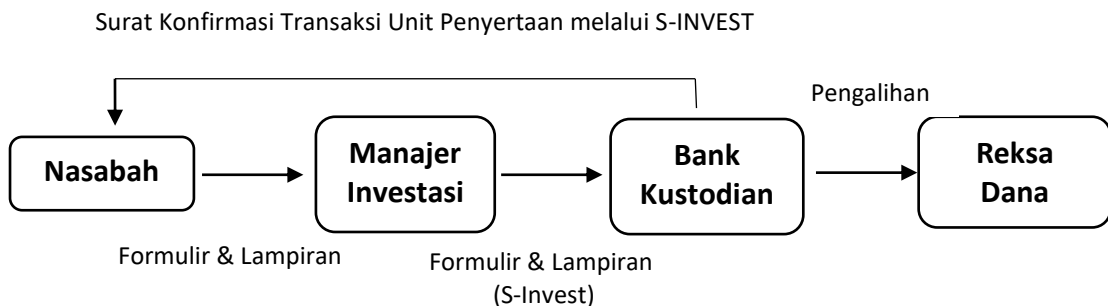 Surat Konfirmasi Transaksi Unit Penyertaan melalui S-INVEST
Pengalihan
Nasabah
Manajer
Investasi
Bank
Kustodian
Reksa
Dana
Formulir & Lampiran
Formulir & Lampiran
(S-Invest)